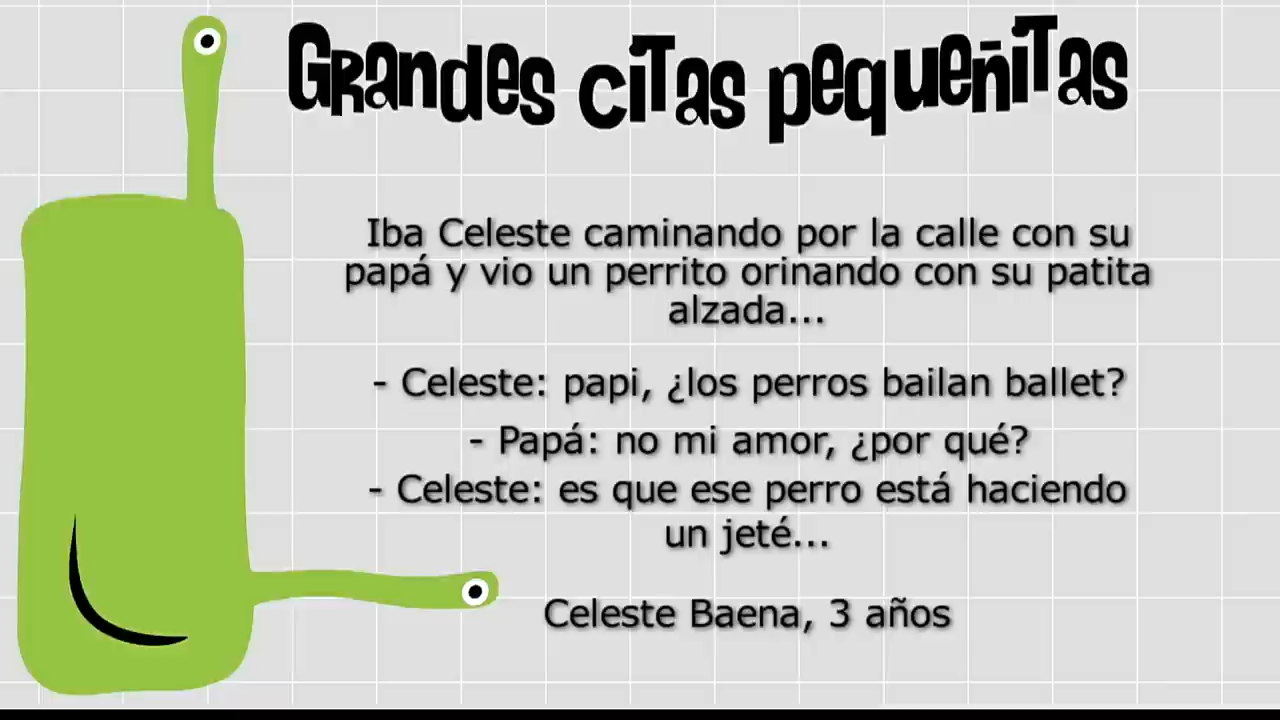 Grandes citas pequeñitas
Iba Celeste caminando por la calle con su
papá y vio un perrito orinando con su patita
alzada...
- Celeste: papi, ¿los perros bailan ballet?
- Papá: no mi amor, ¿por qué?
- Celeste: es que ese perro está haciendo
un jeté...
Celeste Baena, 3 años